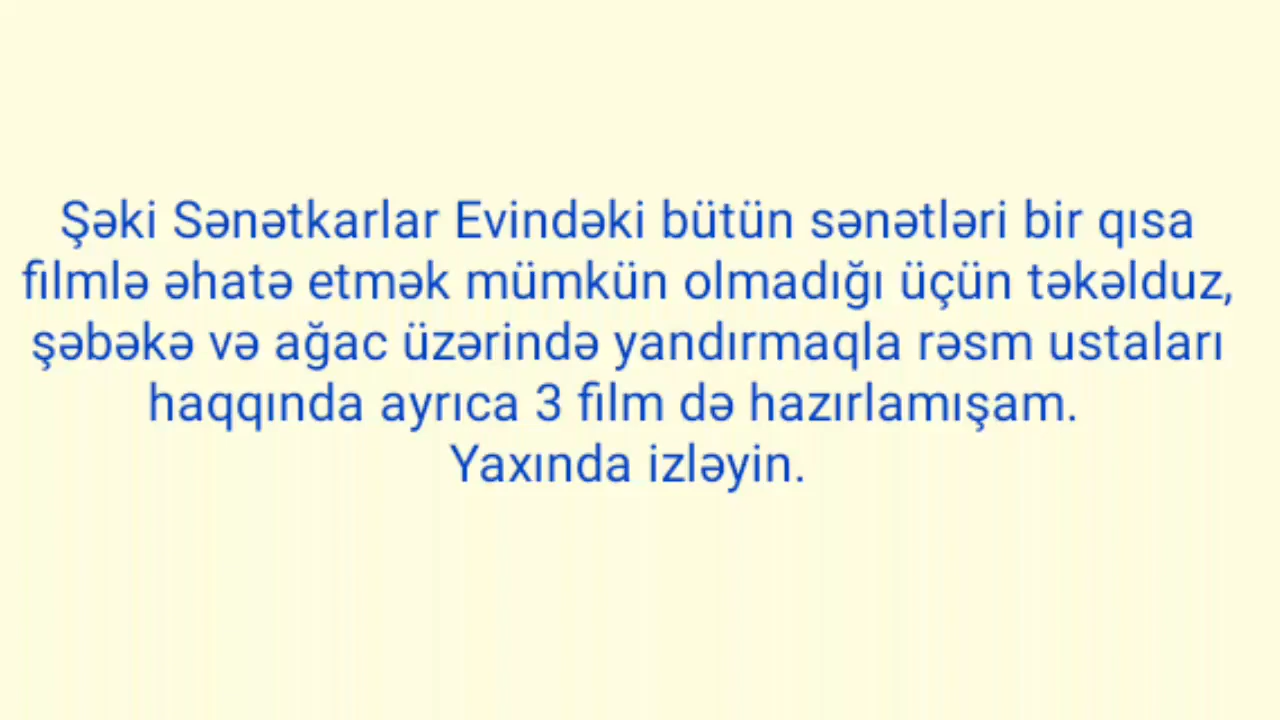 Şəki Sənətkarlar Evindəki bütün sənətləri bir qısa
filmlə əhatə etmək mümkün olmadığı üçün təkəlduz,
şəbəkə və ağac üzərində yandırmaqla rəsm ustaları
haqqında ayrıca 3 film də hazırlamışam.
Yaxında izləyin.